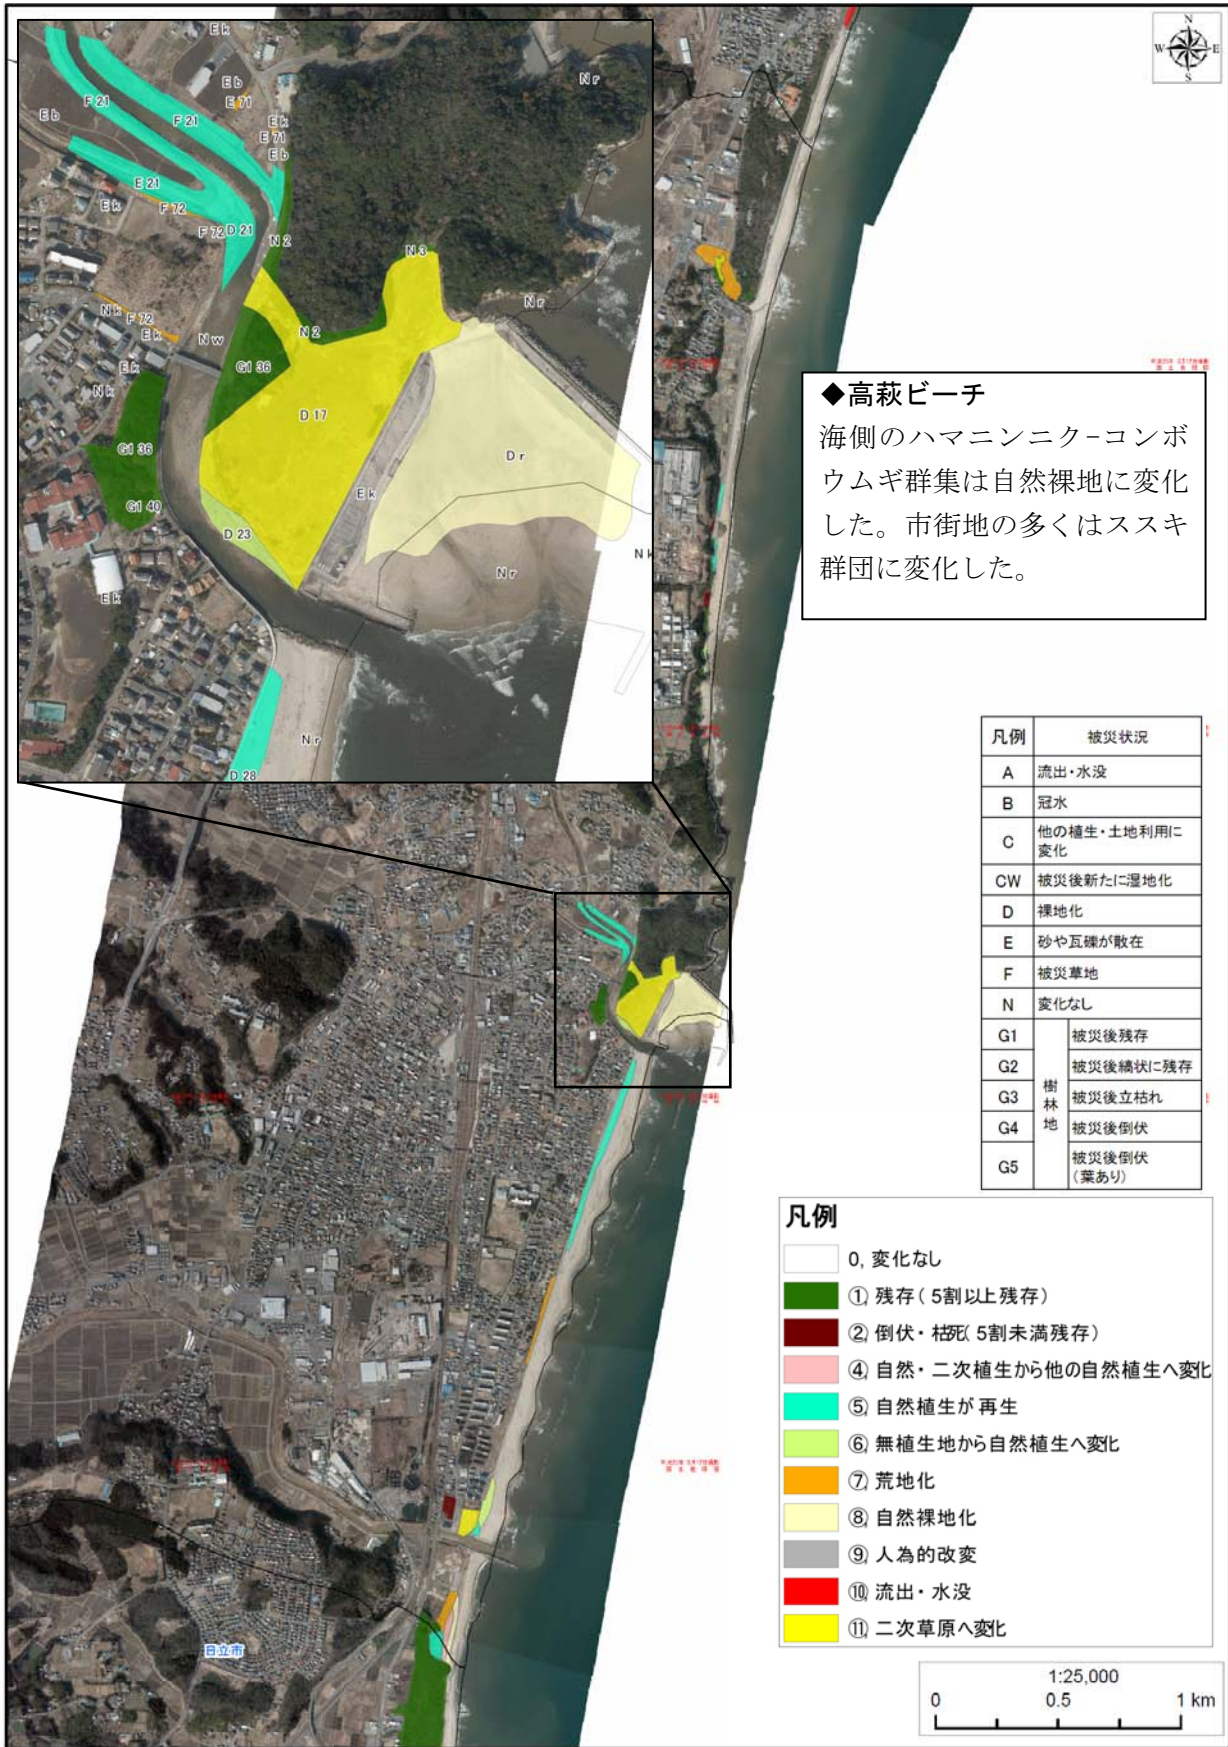 N
W
E
S
E k
N r
E b
E 71
F 21
F 21
E b
E k
E 71
E b
E 21
E k
F 72
F 72
D 21
N 2
N 3
N r
N k
F 72
E k
N w
N 2
E k
N k
G1 36
D 17
G1 36
D r
E k
G1 40
D 23
N r
N k
E k
N r
D 28
◆高萩ビーチ
海側のハマニンニク-コンボ
ウムギ群集は自然裸地に変化
した。市街地の多くはススキ
群団に変化した。
凡例 被災状況
A 流出・水没
B 冠水
C 他の植生・土地利用に
変化
CW 被災後新たに湿地化
D 裸地化
E 砂や瓦礫が散在
F 被災草地
N 変化なし
G1 被災後残存
G2 被災後縞状に残存
樹林地
G3 被災後立枯れ
G4 被災後倒伏
G5 被災後倒伏
(葉あり)
凡例
0, 変化なし
①, 残存( 5割以上残存)
②, 倒伏・枯死( 5割未満残存)
④, 自然・二次植生から他の自然植生へ変化
⑤, 自然植生が再生
⑥, 無植生地から自然植生へ変化
⑦, 荒地化
⑧, 自然裸地化
⑨, 人為的改変
⑩, 流出・水没
⑪, 二次草原へ変化
日立市
1:25,000
0 0.5 1 km